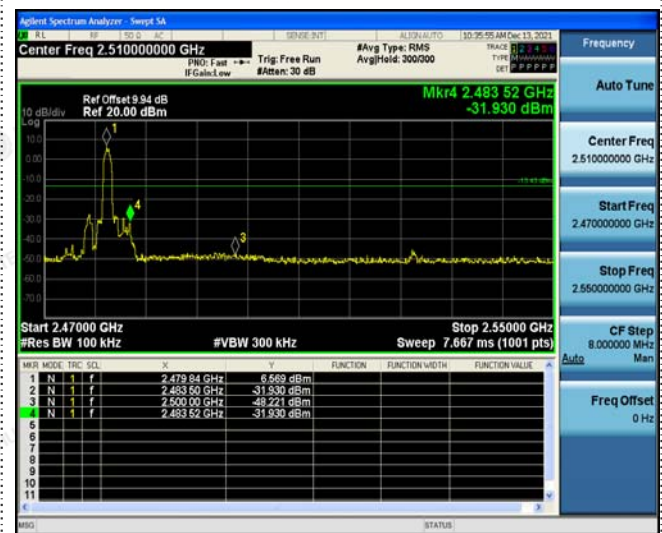 Agilent Spectrum Analyzer - Swept SA
RL RF 50 Ω AC SENSE:INT ALIGN AUTO 10:35:55 AM Dec 13, 2021
Center Freq 2.510000000 GHz
PNO: Fast Trig: Free Run
IFGain:Low #Atten: 30 dB
#Avg Type: RMS
Avg|Hold: 300/300
TRACE 1 2 3 4 5 6
TYPE
DET P P P P P P
Frequency
Mkr4 2.483 52 GHz
-31.930 dBm
Ref Offset 9.94 dB
10 dB/div Ref 20.00 dBm
Log
10.0
0.00
-10.0
-20.0
-30.0
-40.0
-50.0
-60.0
-70.0
1
4
3
Start 2.47000 GHz Stop 2.55000 GHz
#Res BW 100 kHz #VBW 300 kHz Sweep 7.667 ms (1001 pts)
MKR MODE TRC SCL X Y FUNCTION FUNCTION WIDTH FUNCTION VALUE
1 N 1 f 2.479 84 GHz 6.569 dBm
2 N 1 f 2.483 50 GHz -31.930 dBm
3 N 1 f 2.500 00 GHz -48.221 dBm
4 N 1 f 2.483 52 GHz -31.930 dBm
5
6
7
8
9
10
11
MSG STATUS
Auto Tune
Center Freq
2.510000000 GHz
Start Freq
2.470000000 GHz
Stop Freq
2.550000000 GHz
CF Step
8.000000 MHz
Auto Man
Freq Offset
0 Hz